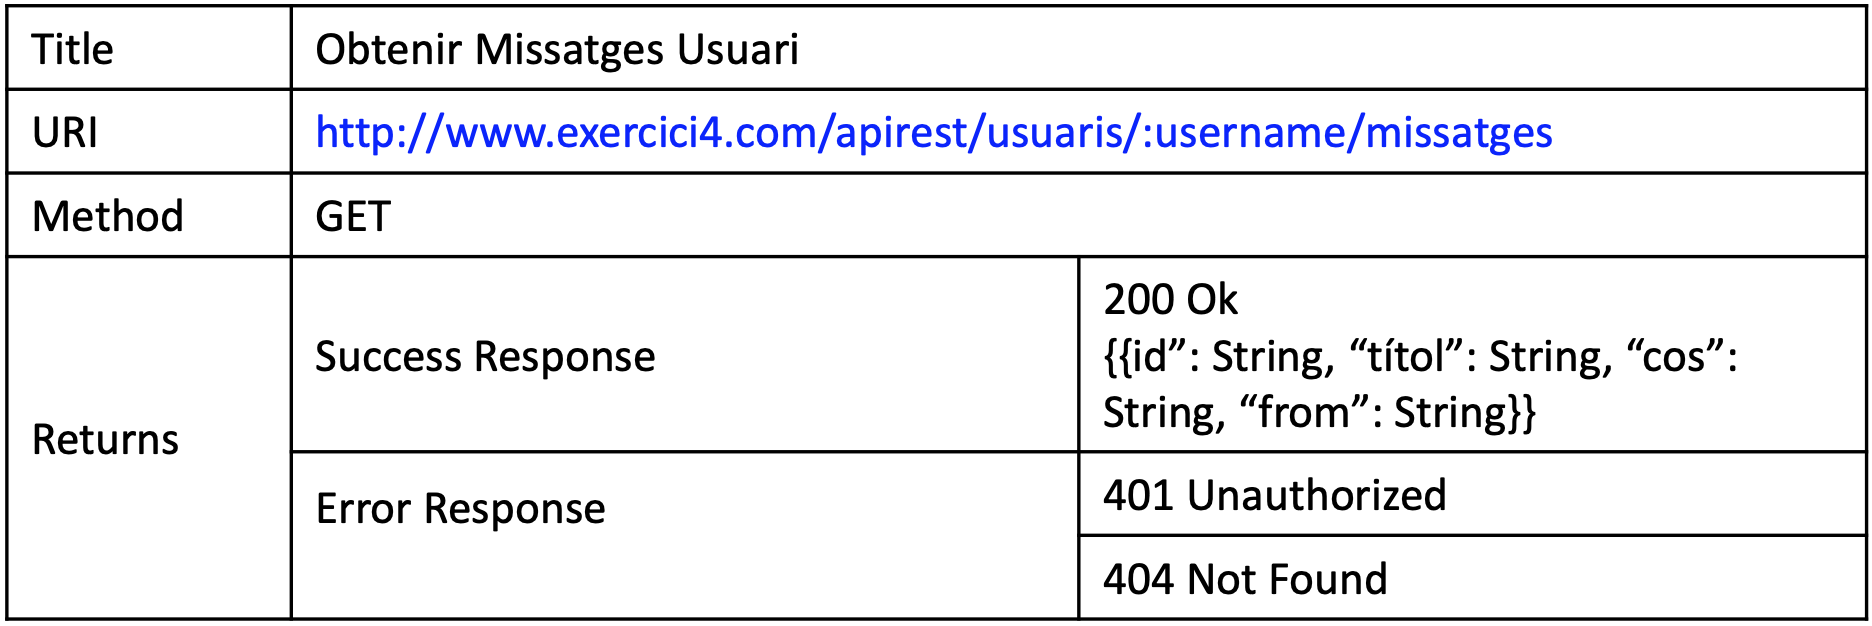 Title
Obtenir Missatges Usuari
URI
http://www.exercici4.com/apirest/usuaris/:username/missatges
Method
GET
Returns
Success Response
200 Ok
{{id”: String, “títol”: String, “cos”:
String, “from”: String}}
Error Response
401 Unauthorized
404 Not Found